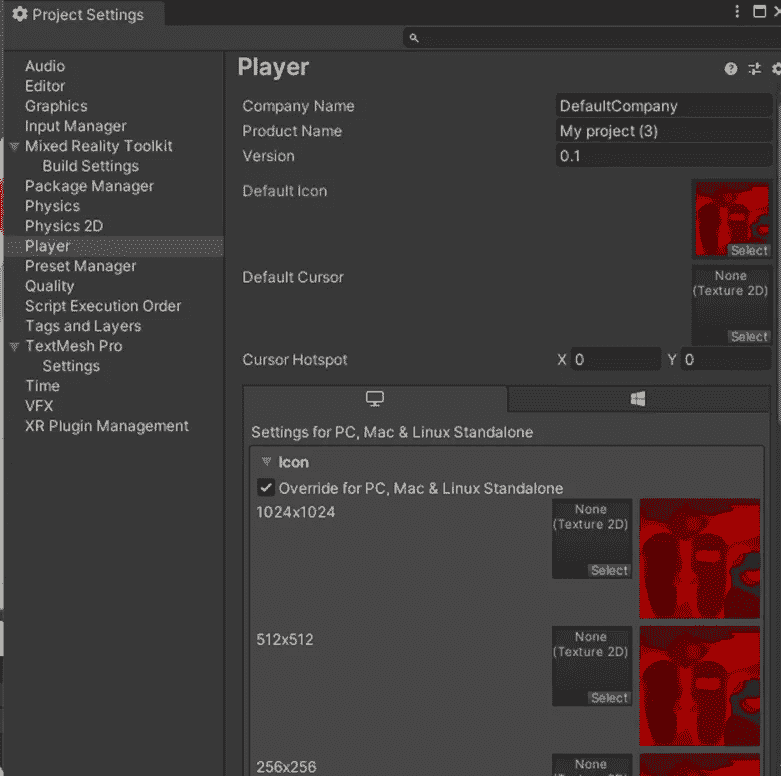 Project Settings
Audio
Editor
Graphics
Input Manager
Mixed Reality Toolkit
Build Settings
Package Manager
Physics
Physics 2D
Player
Preset Manager
Quality
Script Execution Order
Tags and Layers
TextMesh Pro
Settings
Time
VFX
XR Plugin Management
Player
Company Name DefaultCompany
Product Name My project (3)
Version 0.1
Default Icon
Select
Default Cursor None
(Texture 2D)
Select
Cursor Hotspot X 0 Y 0
Settings for PC, Mac & Linux Standalone
Icon
Override for PC, Mac & Linux Standalone
1024x1024 None
(Texture 2D)
Select
512x512 None
(Texture 2D)
Select
256x256 None